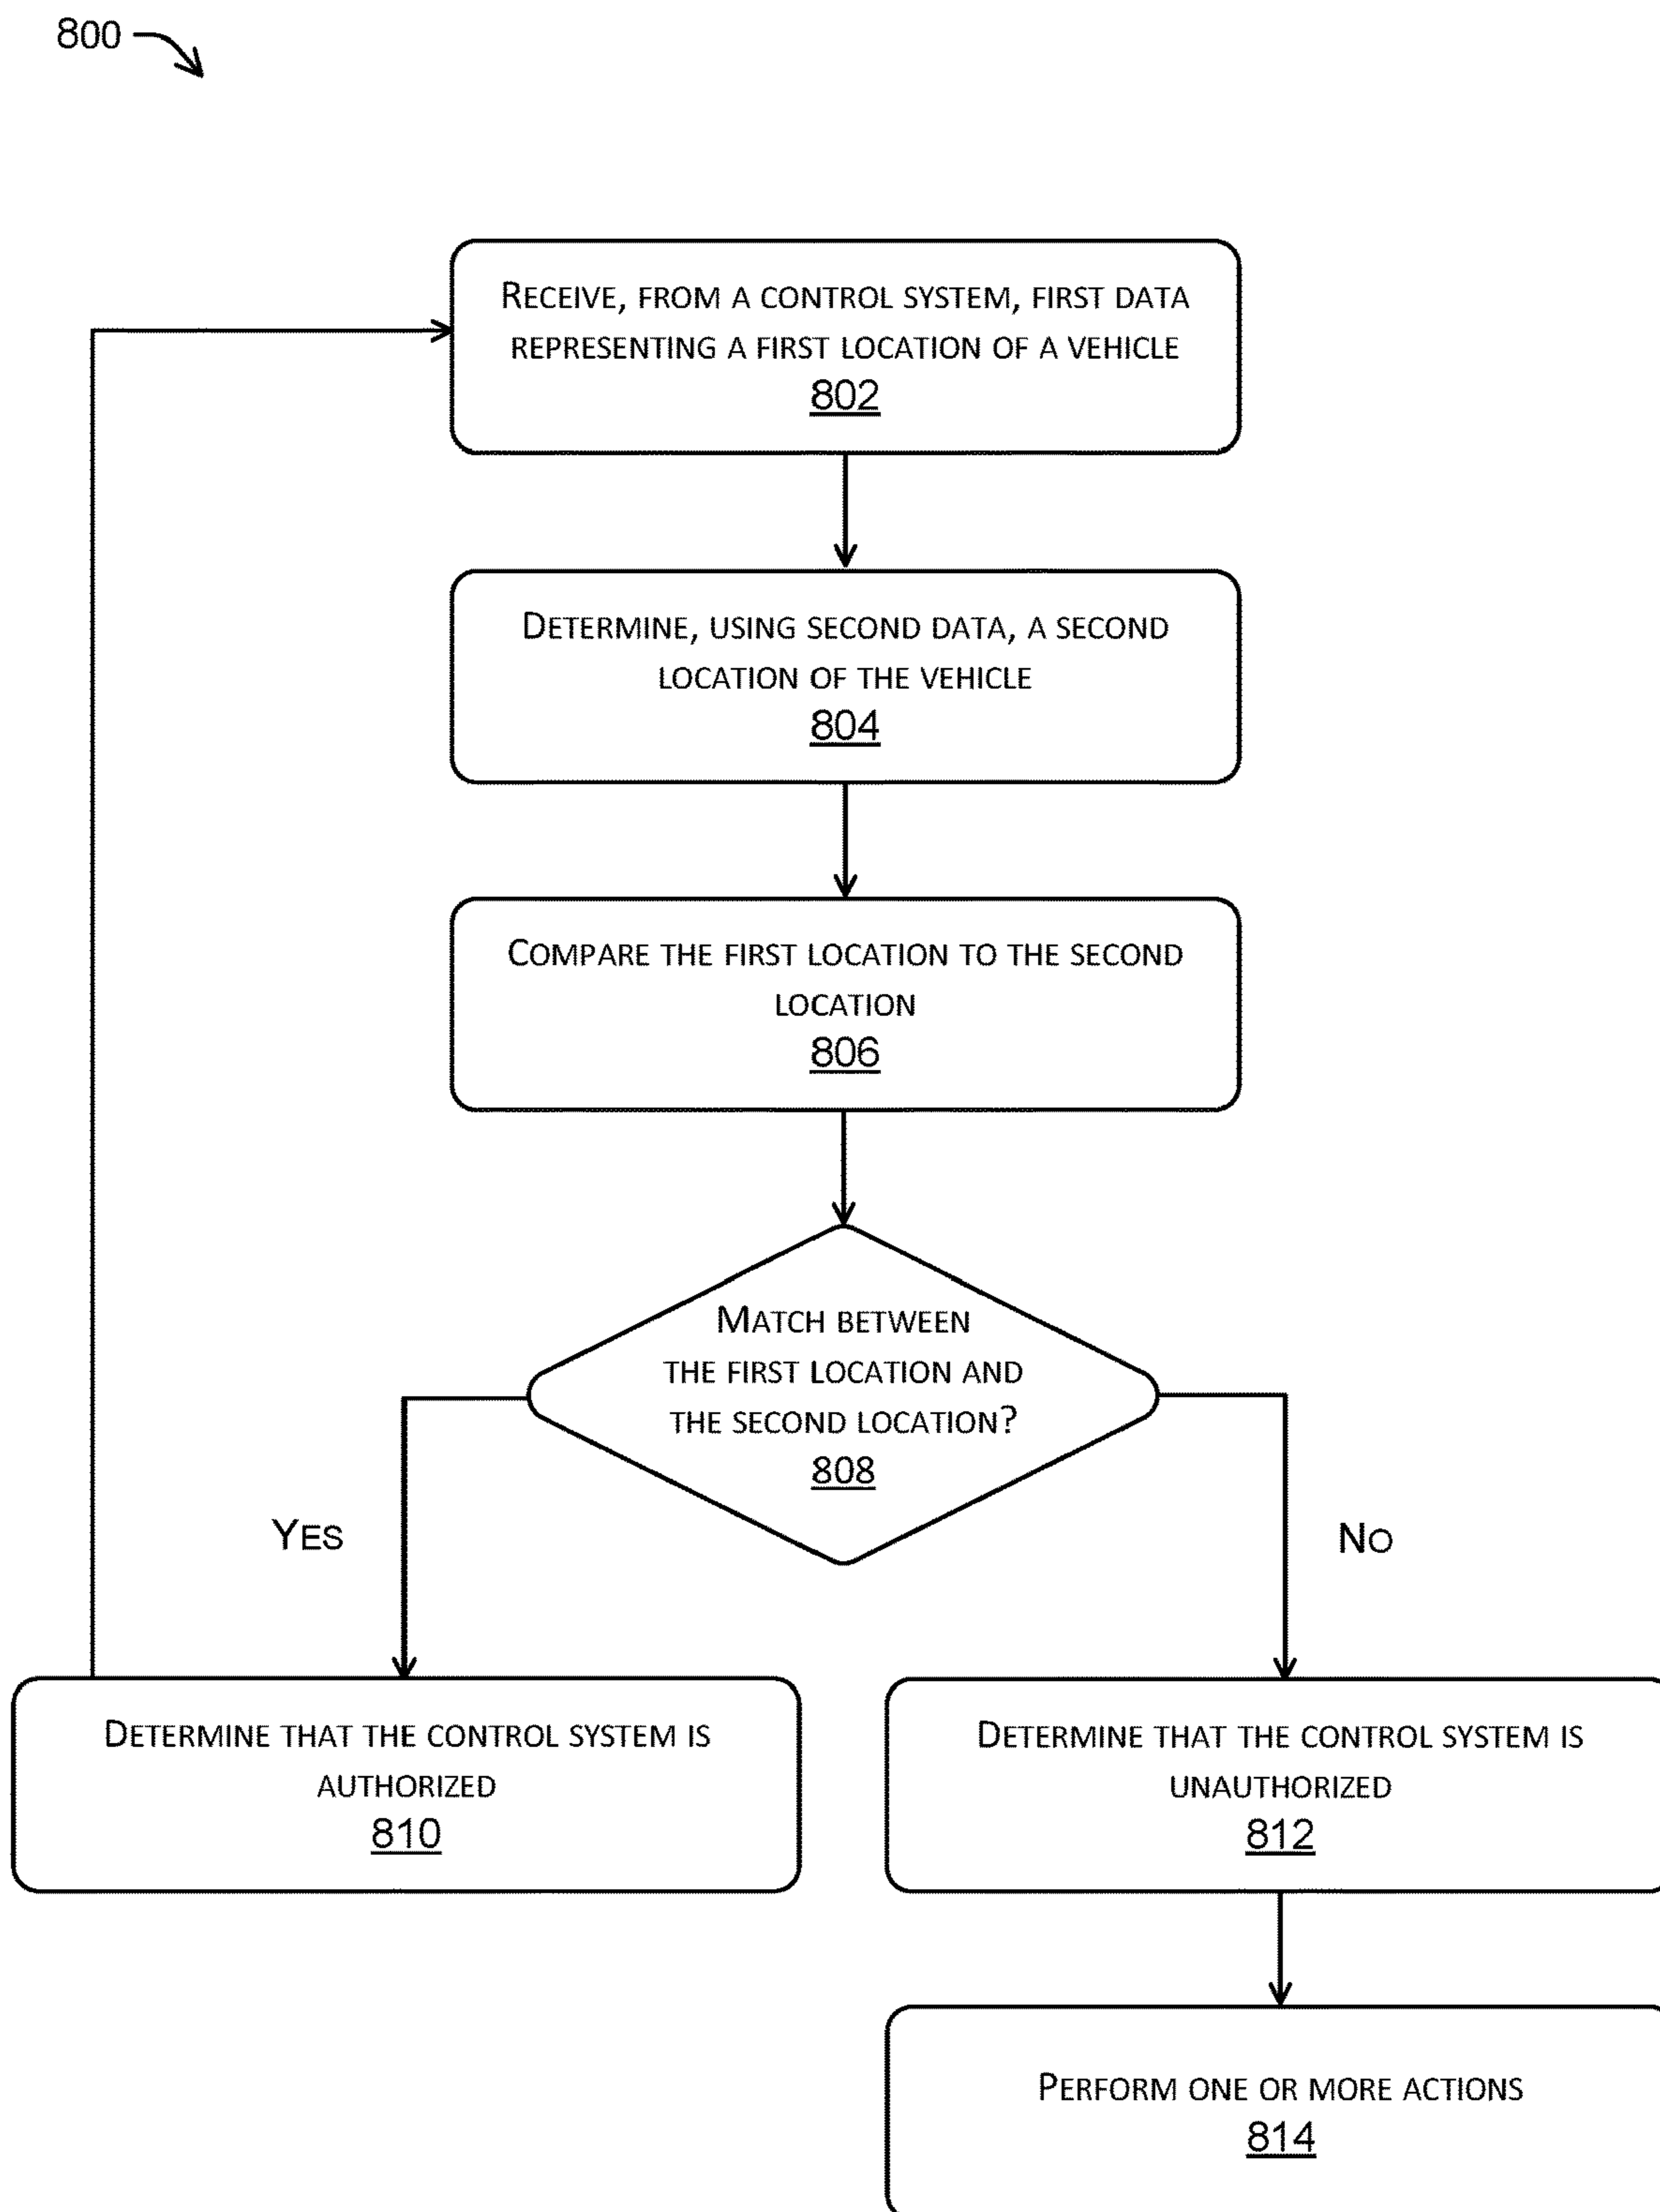 800
RECEIVE, FROM A CONTROL SYSTEM, FIRST DATA
REPRESENTING A FIRST LOCATION OF A VEHICLE
802
DETERMINE, USING SECOND DATA, A SECOND
LOCATION OF THE VEHICLE
804
COMPARE THE FIRST LOCATION TO THE SECOND
LOCATION
806
MATCH BETWEEN
THE FIRST LOCATION AND
THE SECOND LOCATION?
808
YES
NO
DETERMINE THAT THE CONTROL SYSTEM IS
AUTHORIZED
810
DETERMINE THAT THE CONTROL SYSTEM IS
UNAUTHORIZED
812
PERFORM ONE OR MORE ACTIONS
814